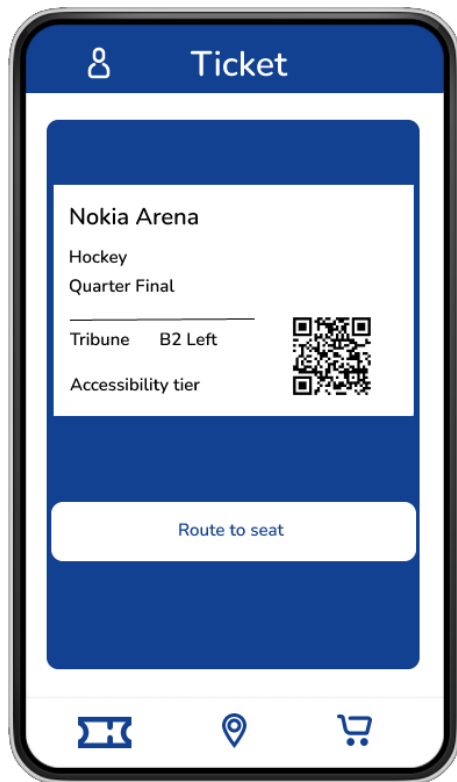 Ticket
Nokia Arena
Hockey
Quarter Final
Tribune B2 Left
Accessibility tier
Route to seat